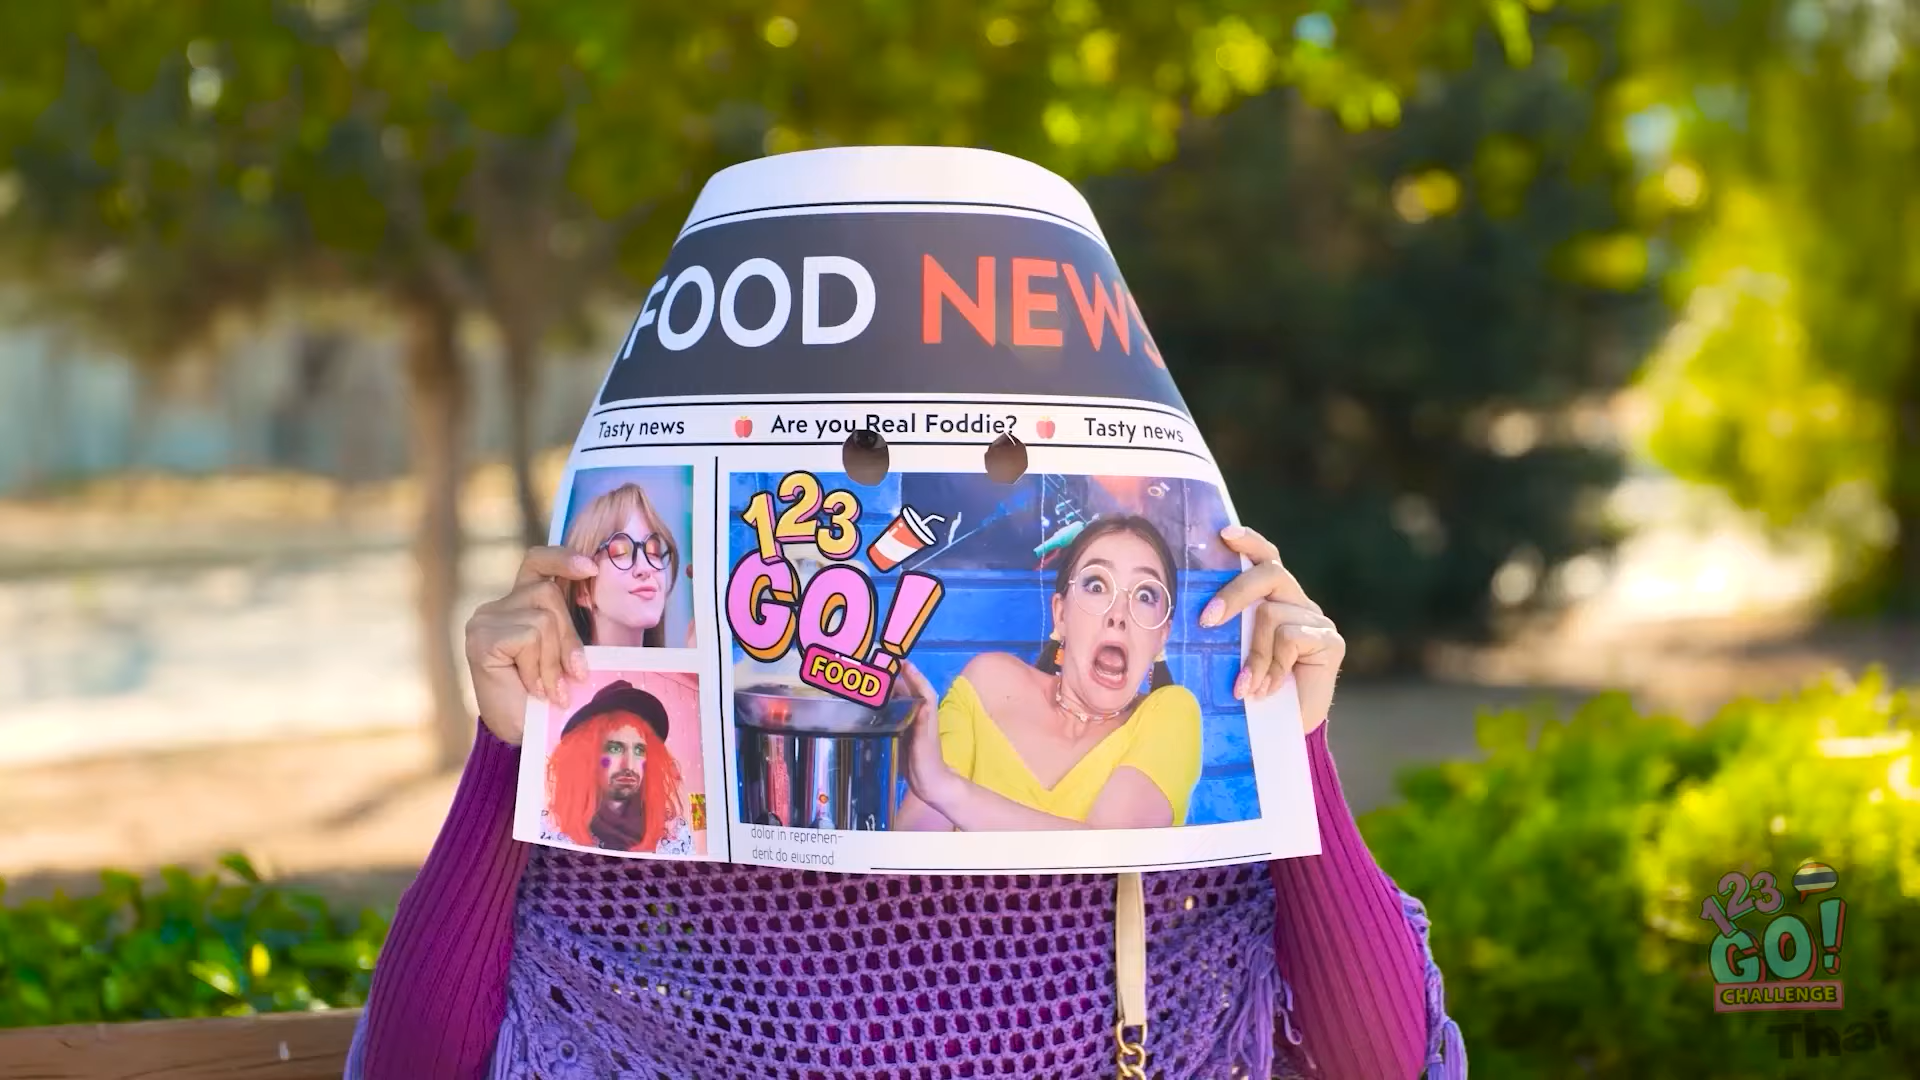 FOOD NEWS
Tasty news
Are you Real Foddie?
Tasty news
123
GO!
FOOD
dolor in reprehen-
dent do eiusmod
123
GO!
CHALLENGE
Thai